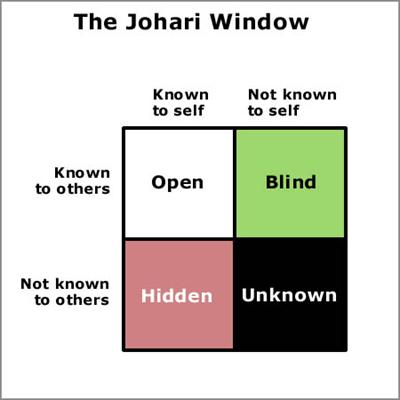 The Johari Window
Known
to self
Not known
to self
Known
to others
Open
Blind
Not known
to others
Hidden
Unknown